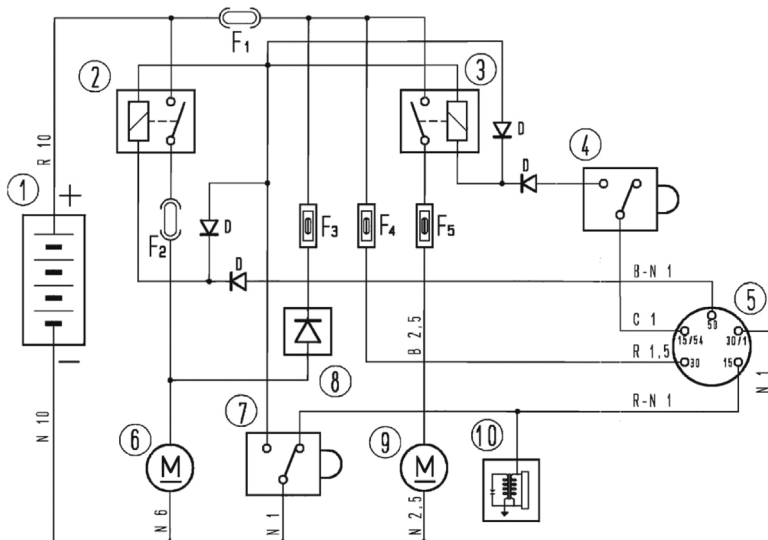 F1
2
3
D
4
D
R 10
1
+
F2
D
F3
F4
F5
D
B-N 1
50
5
C 1
15/54
30/1
R 1,5
30
15
B 2,5
R-N 1
N 1
−
8
7
6
9
10
M
M
N 10
N 6
N 1
N 2,5